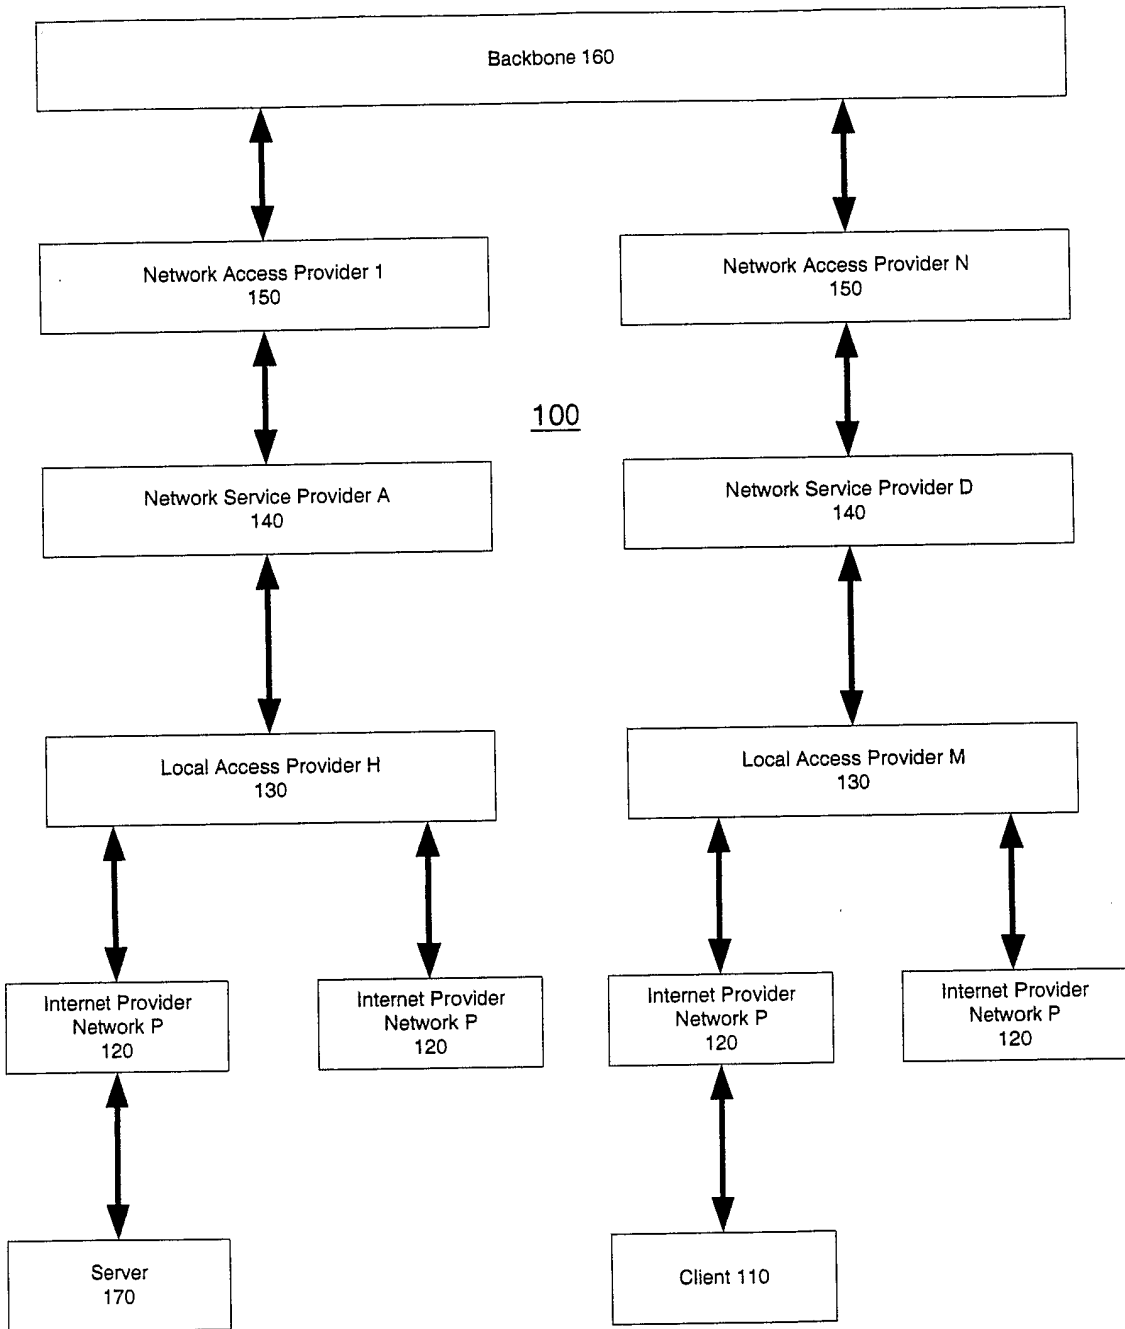 Backbone 160
Network Access Provider 1
150
Network Access Provider N
150
100
Network Service Provider A
140
Network Service Provider D
140
Local Access Provider H
130
Local Access Provider M
130
Internet Provider
Network P
120
Internet Provider
Network P
120
Internet Provider
Network P
120
Internet Provider
Network P
120
Server
170
Client 110